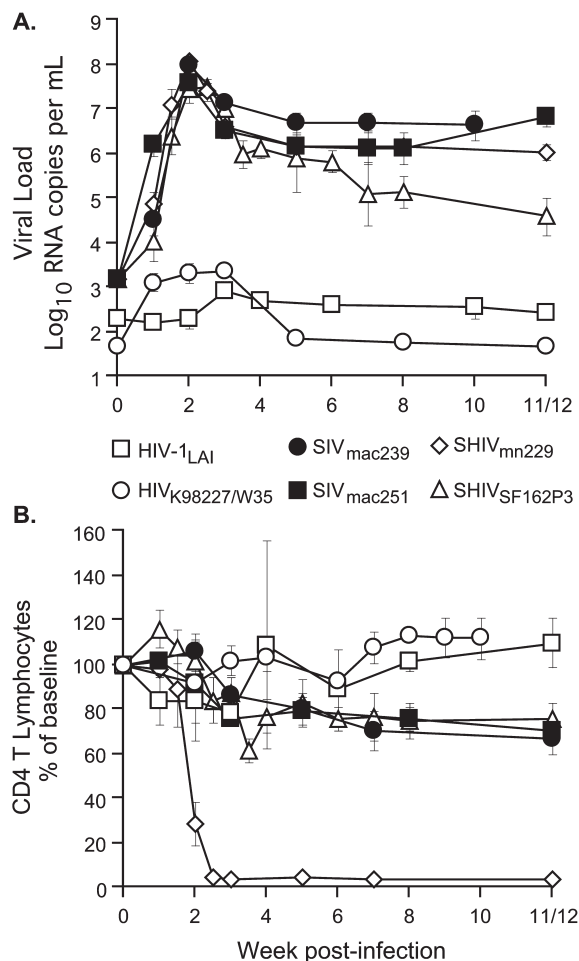 A.
Viral Load
Log10 RNA copies per mL
9
8
7
6
5
4
3
2
1
0 2 4 6 8 10 11/12
HIV-1LAI SIVmac239 SHIVmn229
HIVK98227/W35 SIVmac251 SHIVSF162P3
B.
CD4 T Lymphocytes
% of baseline
160
140
120
100
80
60
40
20
0
0 2 4 6 8 10 11/12
Week post-infection